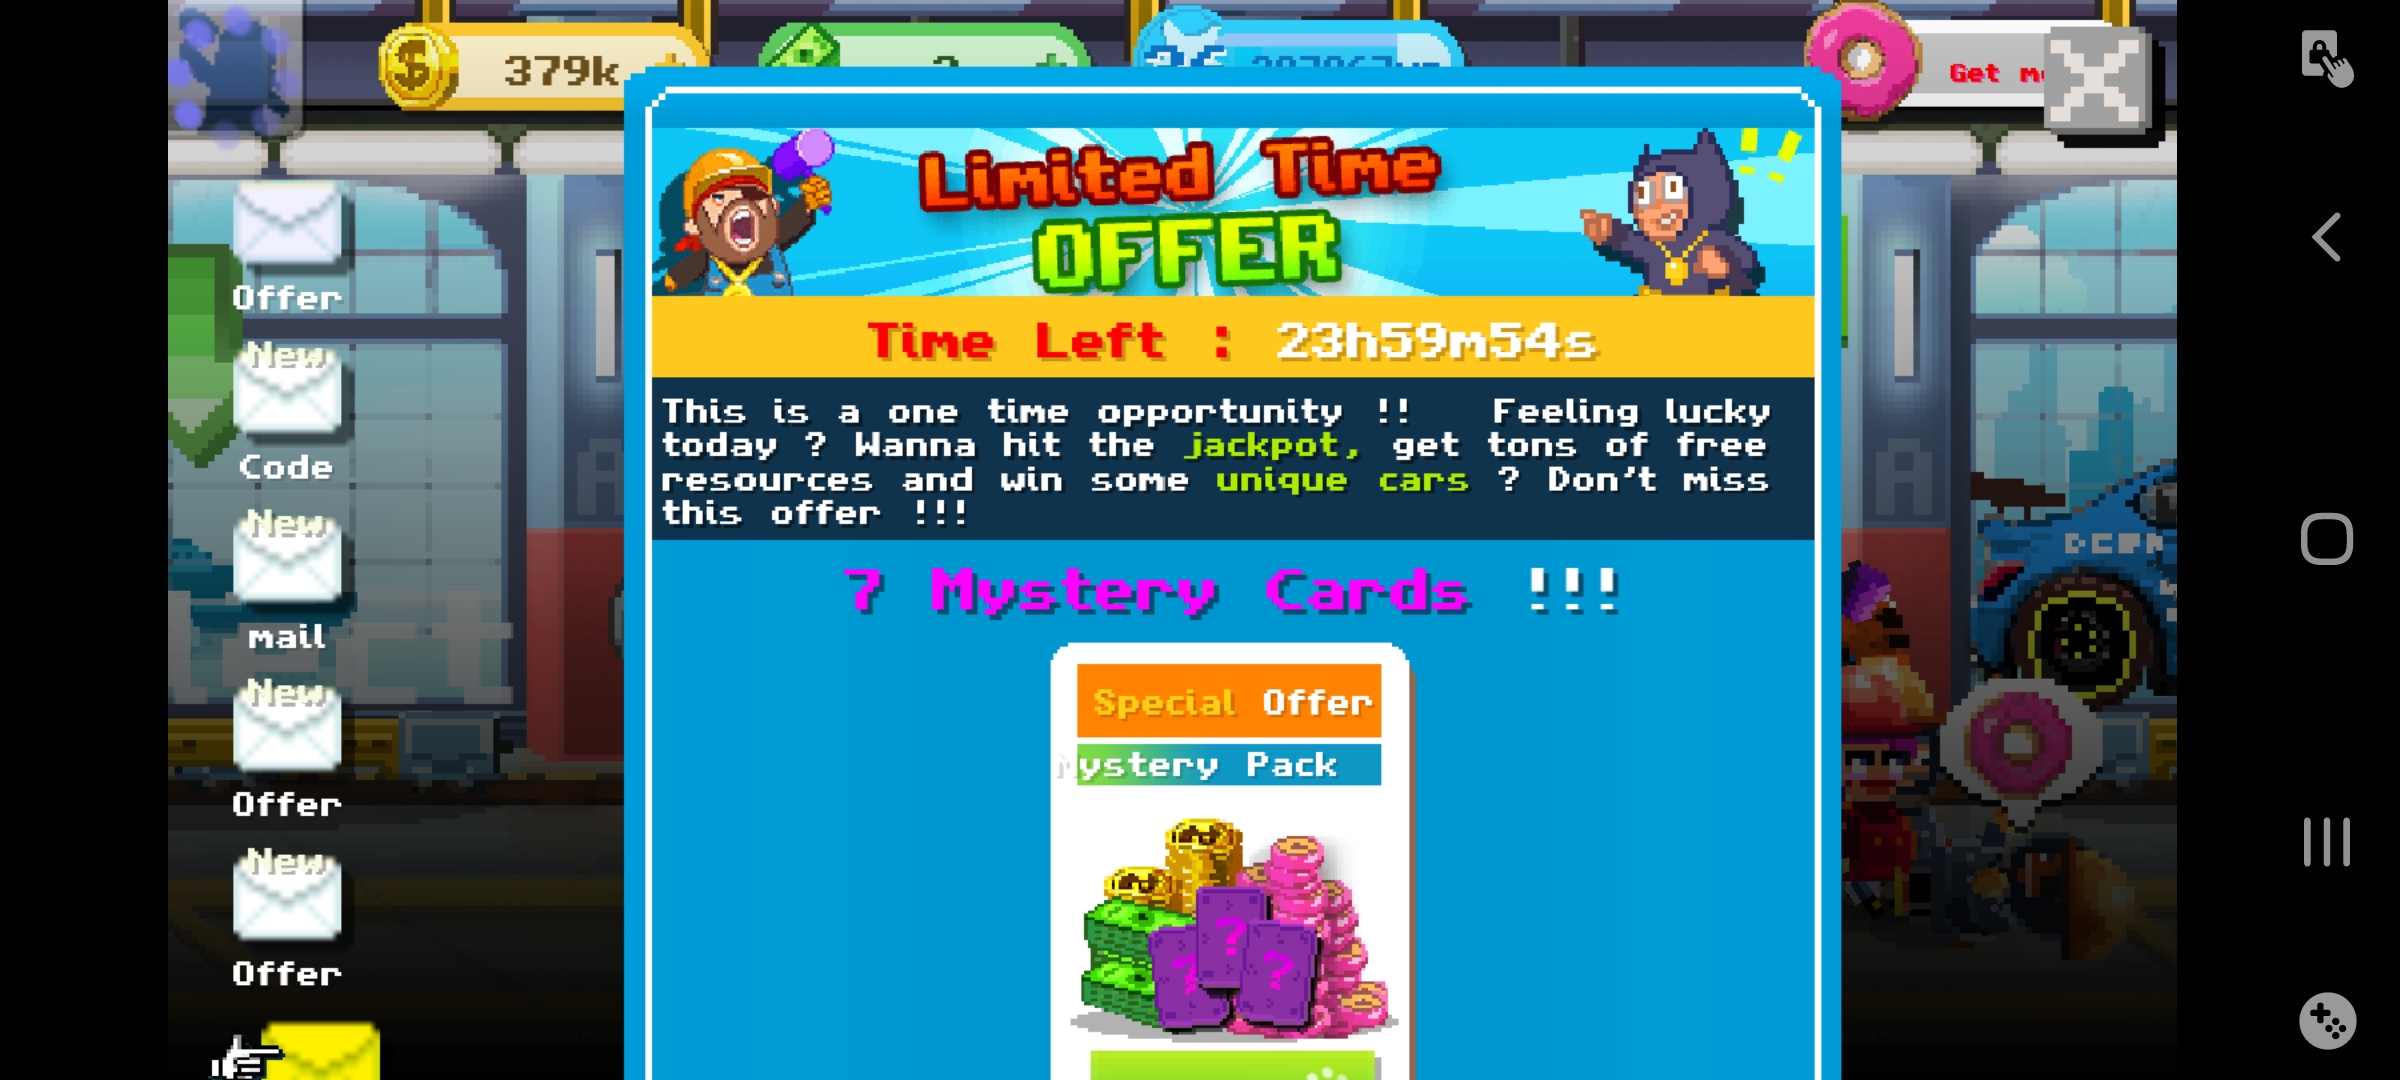 379k
Get
Limited Time
OFFER
Time Left : 23h59m54s
This is a one time opportunity !! Feeling lucky
today ? Wanna hit the jackpot, get tons of free
resources and win some unique cars ? Don't miss
this offer !!!
7 Mystery Cards !!!
Special Offer
Mystery Pack
? ? ?
Offer
New
Code
New
mail
New
Offer
New
Offer